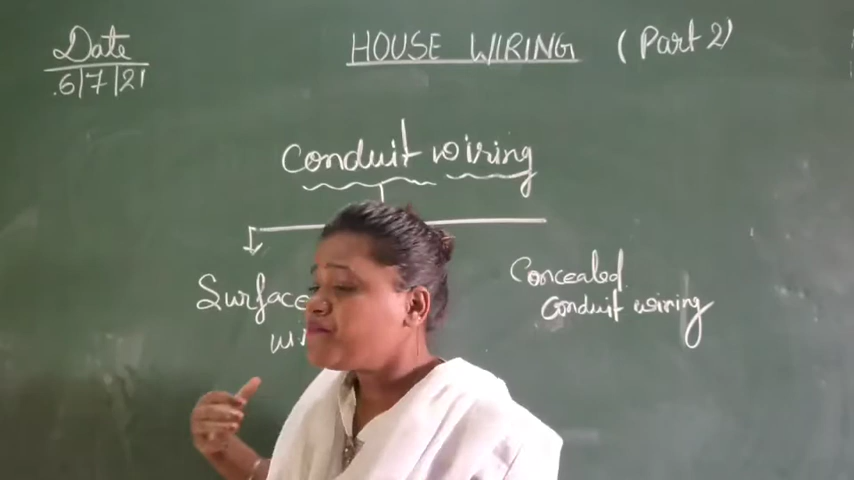 Date
6/7/21
HOUSE WIRING (Part 2)
Conduit wiring
Surface
Concealed
Conduit wiring